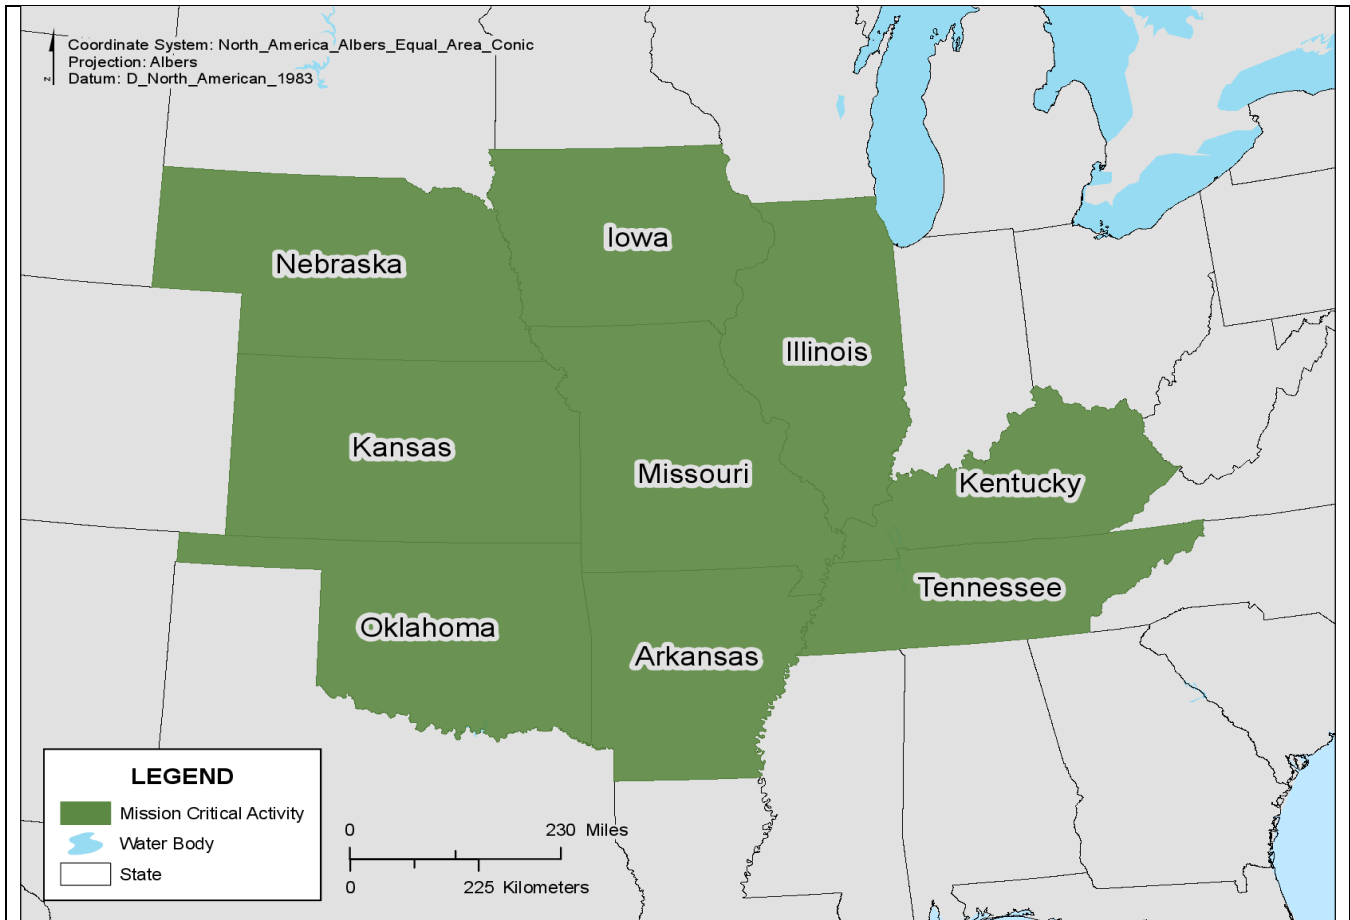 Coordinate System: North_America_Albers_Equal_Area_Conic
Projection: Albers
Datum: D_North_American_1983
N
Iowa
Nebraska
Illinois
Kansas
Missouri
Kentucky
Tennessee
Oklahoma
Arkansas
LEGEND
Mission Critical Activity
Water Body
State
0 230 Miles
0 225 Kilometers